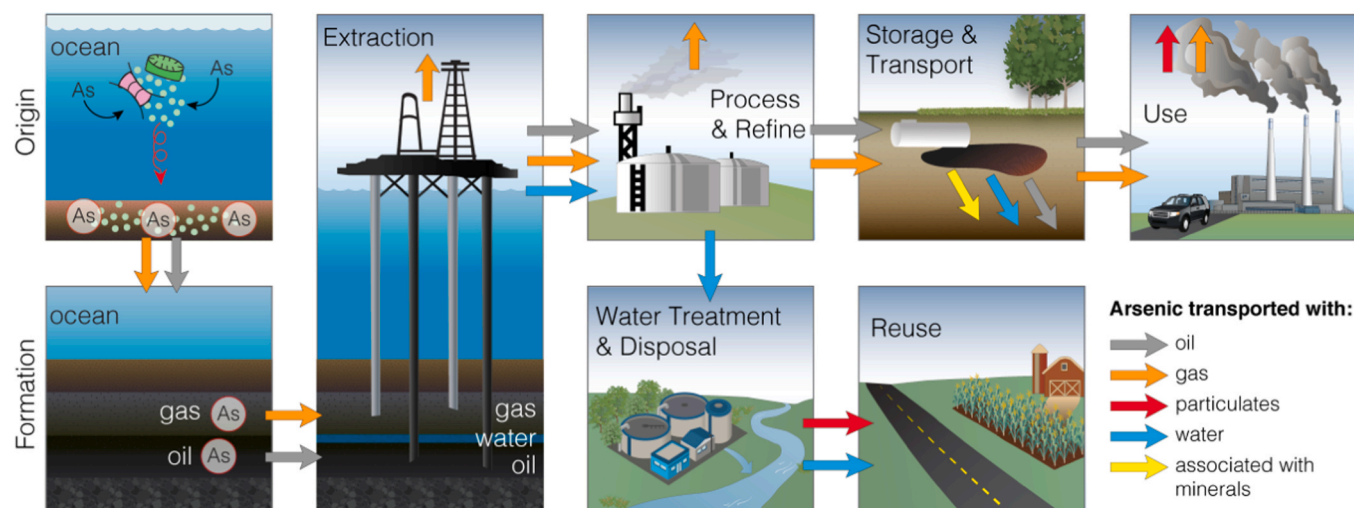 Origin
ocean
As
As
As
As
As
Formation
ocean
gas
As
oil
As
Extraction
gas
water
oil
Process
& Refine
Storage &
Transport
Use
Water Treatment
& Disposal
Reuse
Arsenic transported with:
oil
gas
particulates
water
associated with
minerals